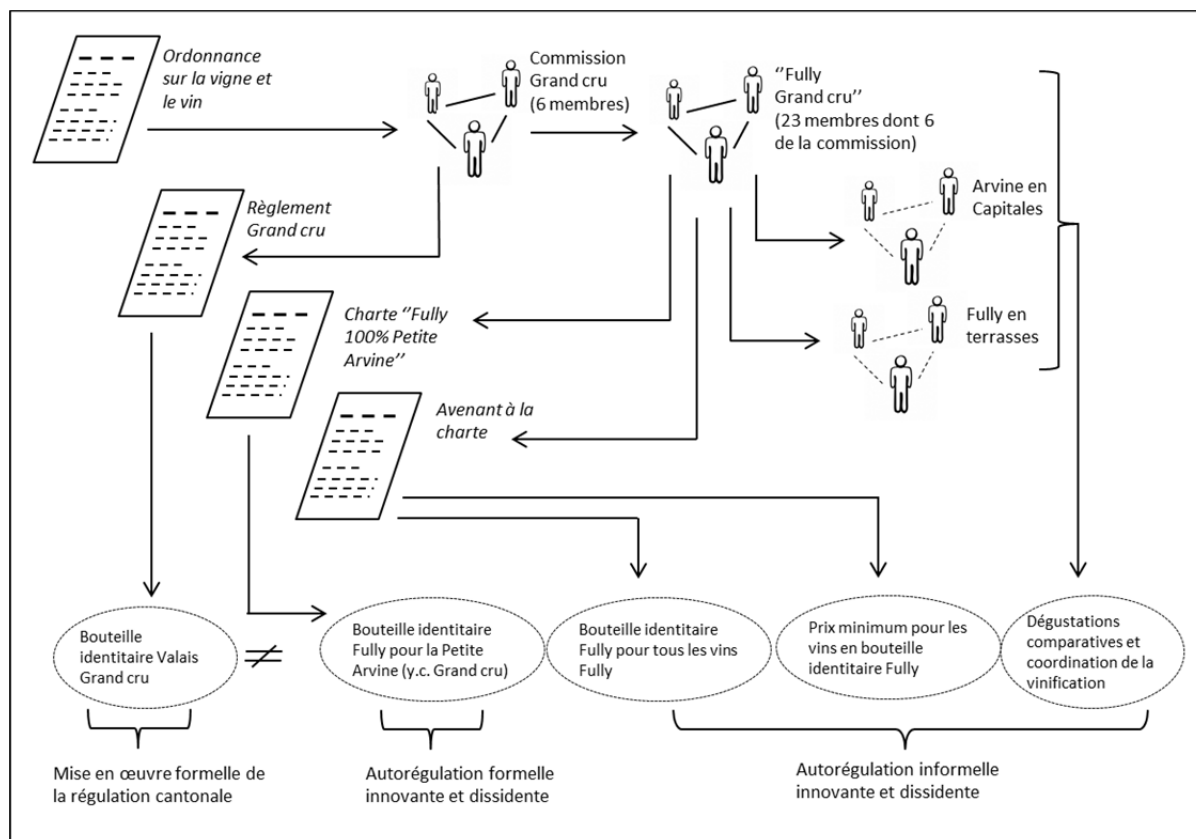 Ordonnance
sur la vigne et
le vin
Commission
Grand cru
(6 membres)
‘‘Fully
Grand cru’’
(23 membres dont 6
de la commission)
Arvine en
Capitales
Règlement
Grand cru
Fully en
terrasses
Charte ‘‘Fully
100% Petite
Arvine’’
Avenant à la
charte
Bouteille
identitaire Valais
Grand cru
≠
Bouteille identitaire
Fully pour la Petite
Arvine (y.c. Grand cru)
Bouteille identitaire
Fully pour tous les vins
Fully
Prix minimum pour les
vins en bouteille
identitaire Fully
Dégustations
comparatives et
coordination de la
vinification
Mise en œuvre formelle de
la régulation cantonale
Autorégulation formelle
innovante et dissidente
Autorégulation informelle
innovante et dissidente